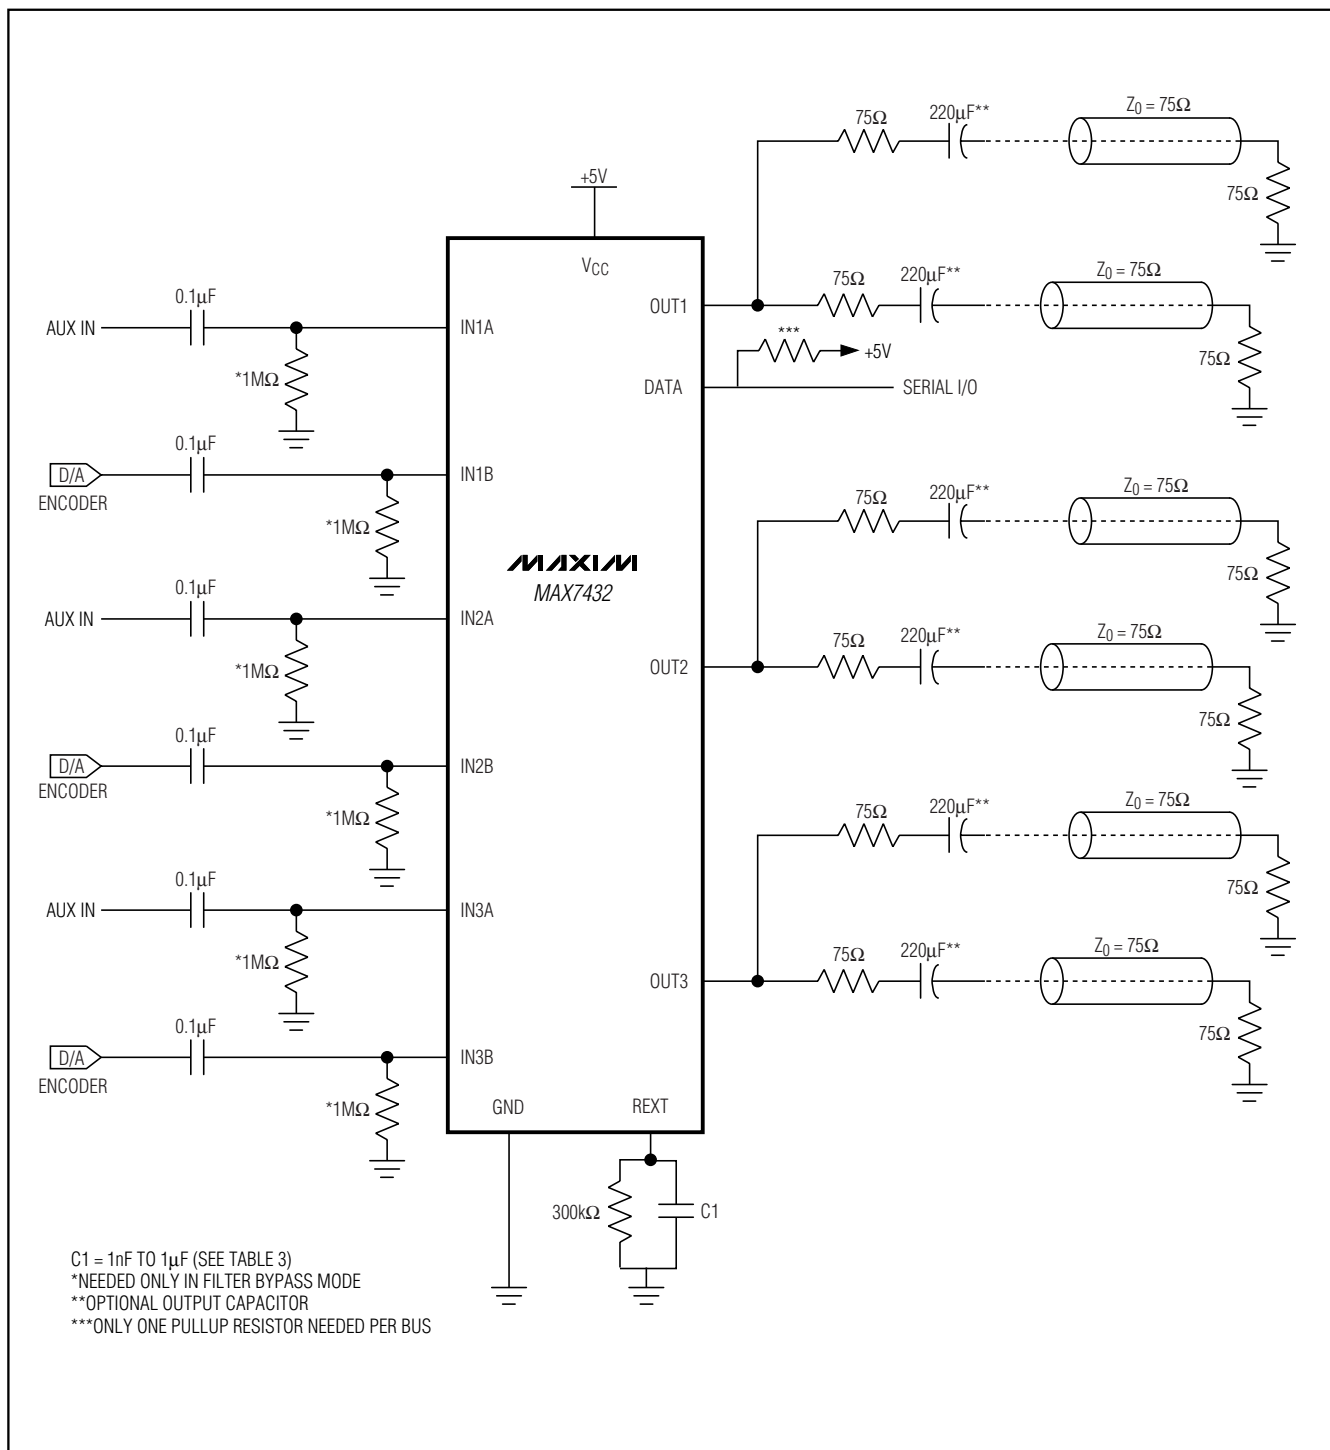 +5V
VCC
75Ω
220μF**
Z0 = 75Ω
75Ω
OUT1
75Ω
220μF**
Z0 = 75Ω
75Ω
***
+5V
DATA
SERIAL I/O
AUX IN
0.1μF
*1MΩ
IN1A
D/A
ENCODER
0.1μF
*1MΩ
IN1B
MAXIM
MAX7432
AUX IN
0.1μF
*1MΩ
IN2A
75Ω
220μF**
Z0 = 75Ω
75Ω
OUT2
75Ω
220μF**
Z0 = 75Ω
75Ω
D/A
ENCODER
0.1μF
*1MΩ
IN2B
AUX IN
0.1μF
*1MΩ
IN3A
75Ω
220μF**
Z0 = 75Ω
75Ω
OUT3
75Ω
220μF**
Z0 = 75Ω
75Ω
D/A
ENCODER
0.1μF
*1MΩ
IN3B
GND
REXT
300kΩ
C1
C1 = 1nF TO 1μF (SEE TABLE 3)
*NEEDED ONLY IN FILTER BYPASS MODE
**OPTIONAL OUTPUT CAPACITOR
***ONLY ONE PULLUP RESISTOR NEEDED PER BUS